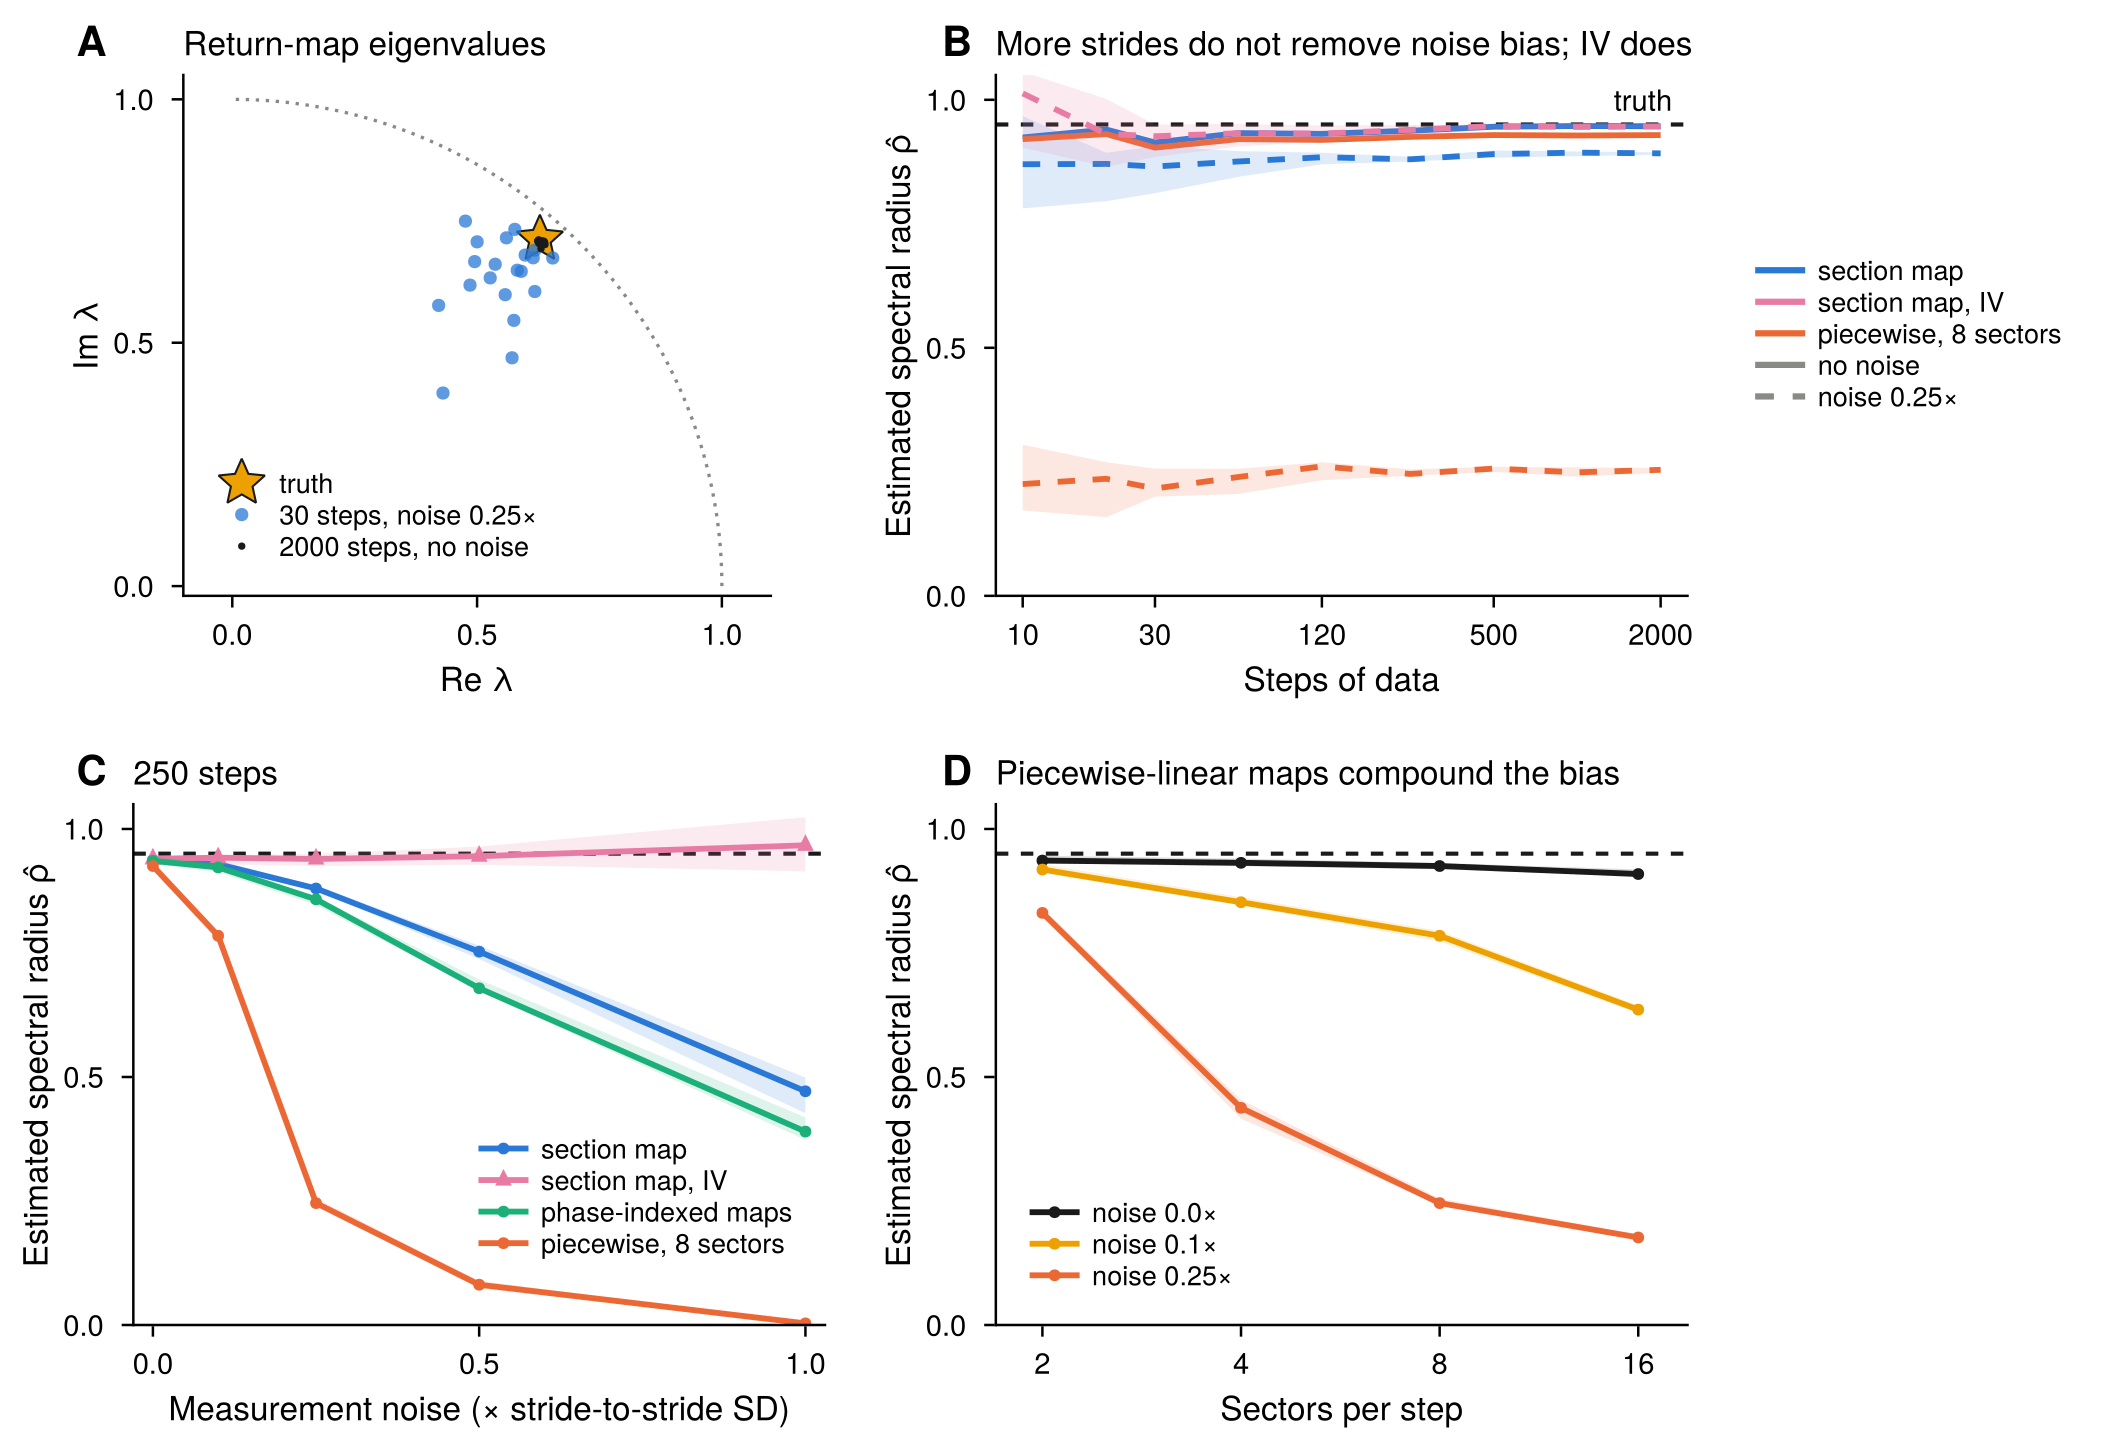 A Return-map eigenvalues
1.0
0.5
0.0
Im λ
truth
30 steps, noise 0.25×
2000 steps, no noise
0.0 0.5 1.0
Re λ
B More strides do not remove noise bias; IV does
1.0
0.5
0.0
Estimated spectral radius ρ̂
truth
10 30 120 500 2000
Steps of data
section map
section map, IV
piecewise, 8 sectors
no noise
noise 0.25×
C 250 steps
1.0
0.5
0.0
Estimated spectral radius ρ̂
section map
section map, IV
phase-indexed maps
piecewise, 8 sectors
0.0 0.5 1.0
Measurement noise (× stride-to-stride SD)
D Piecewise-linear maps compound the bias
1.0
0.5
0.0
Estimated spectral radius ρ̂
noise 0.0×
noise 0.1×
noise 0.25×
2 4 8 16
Sectors per step